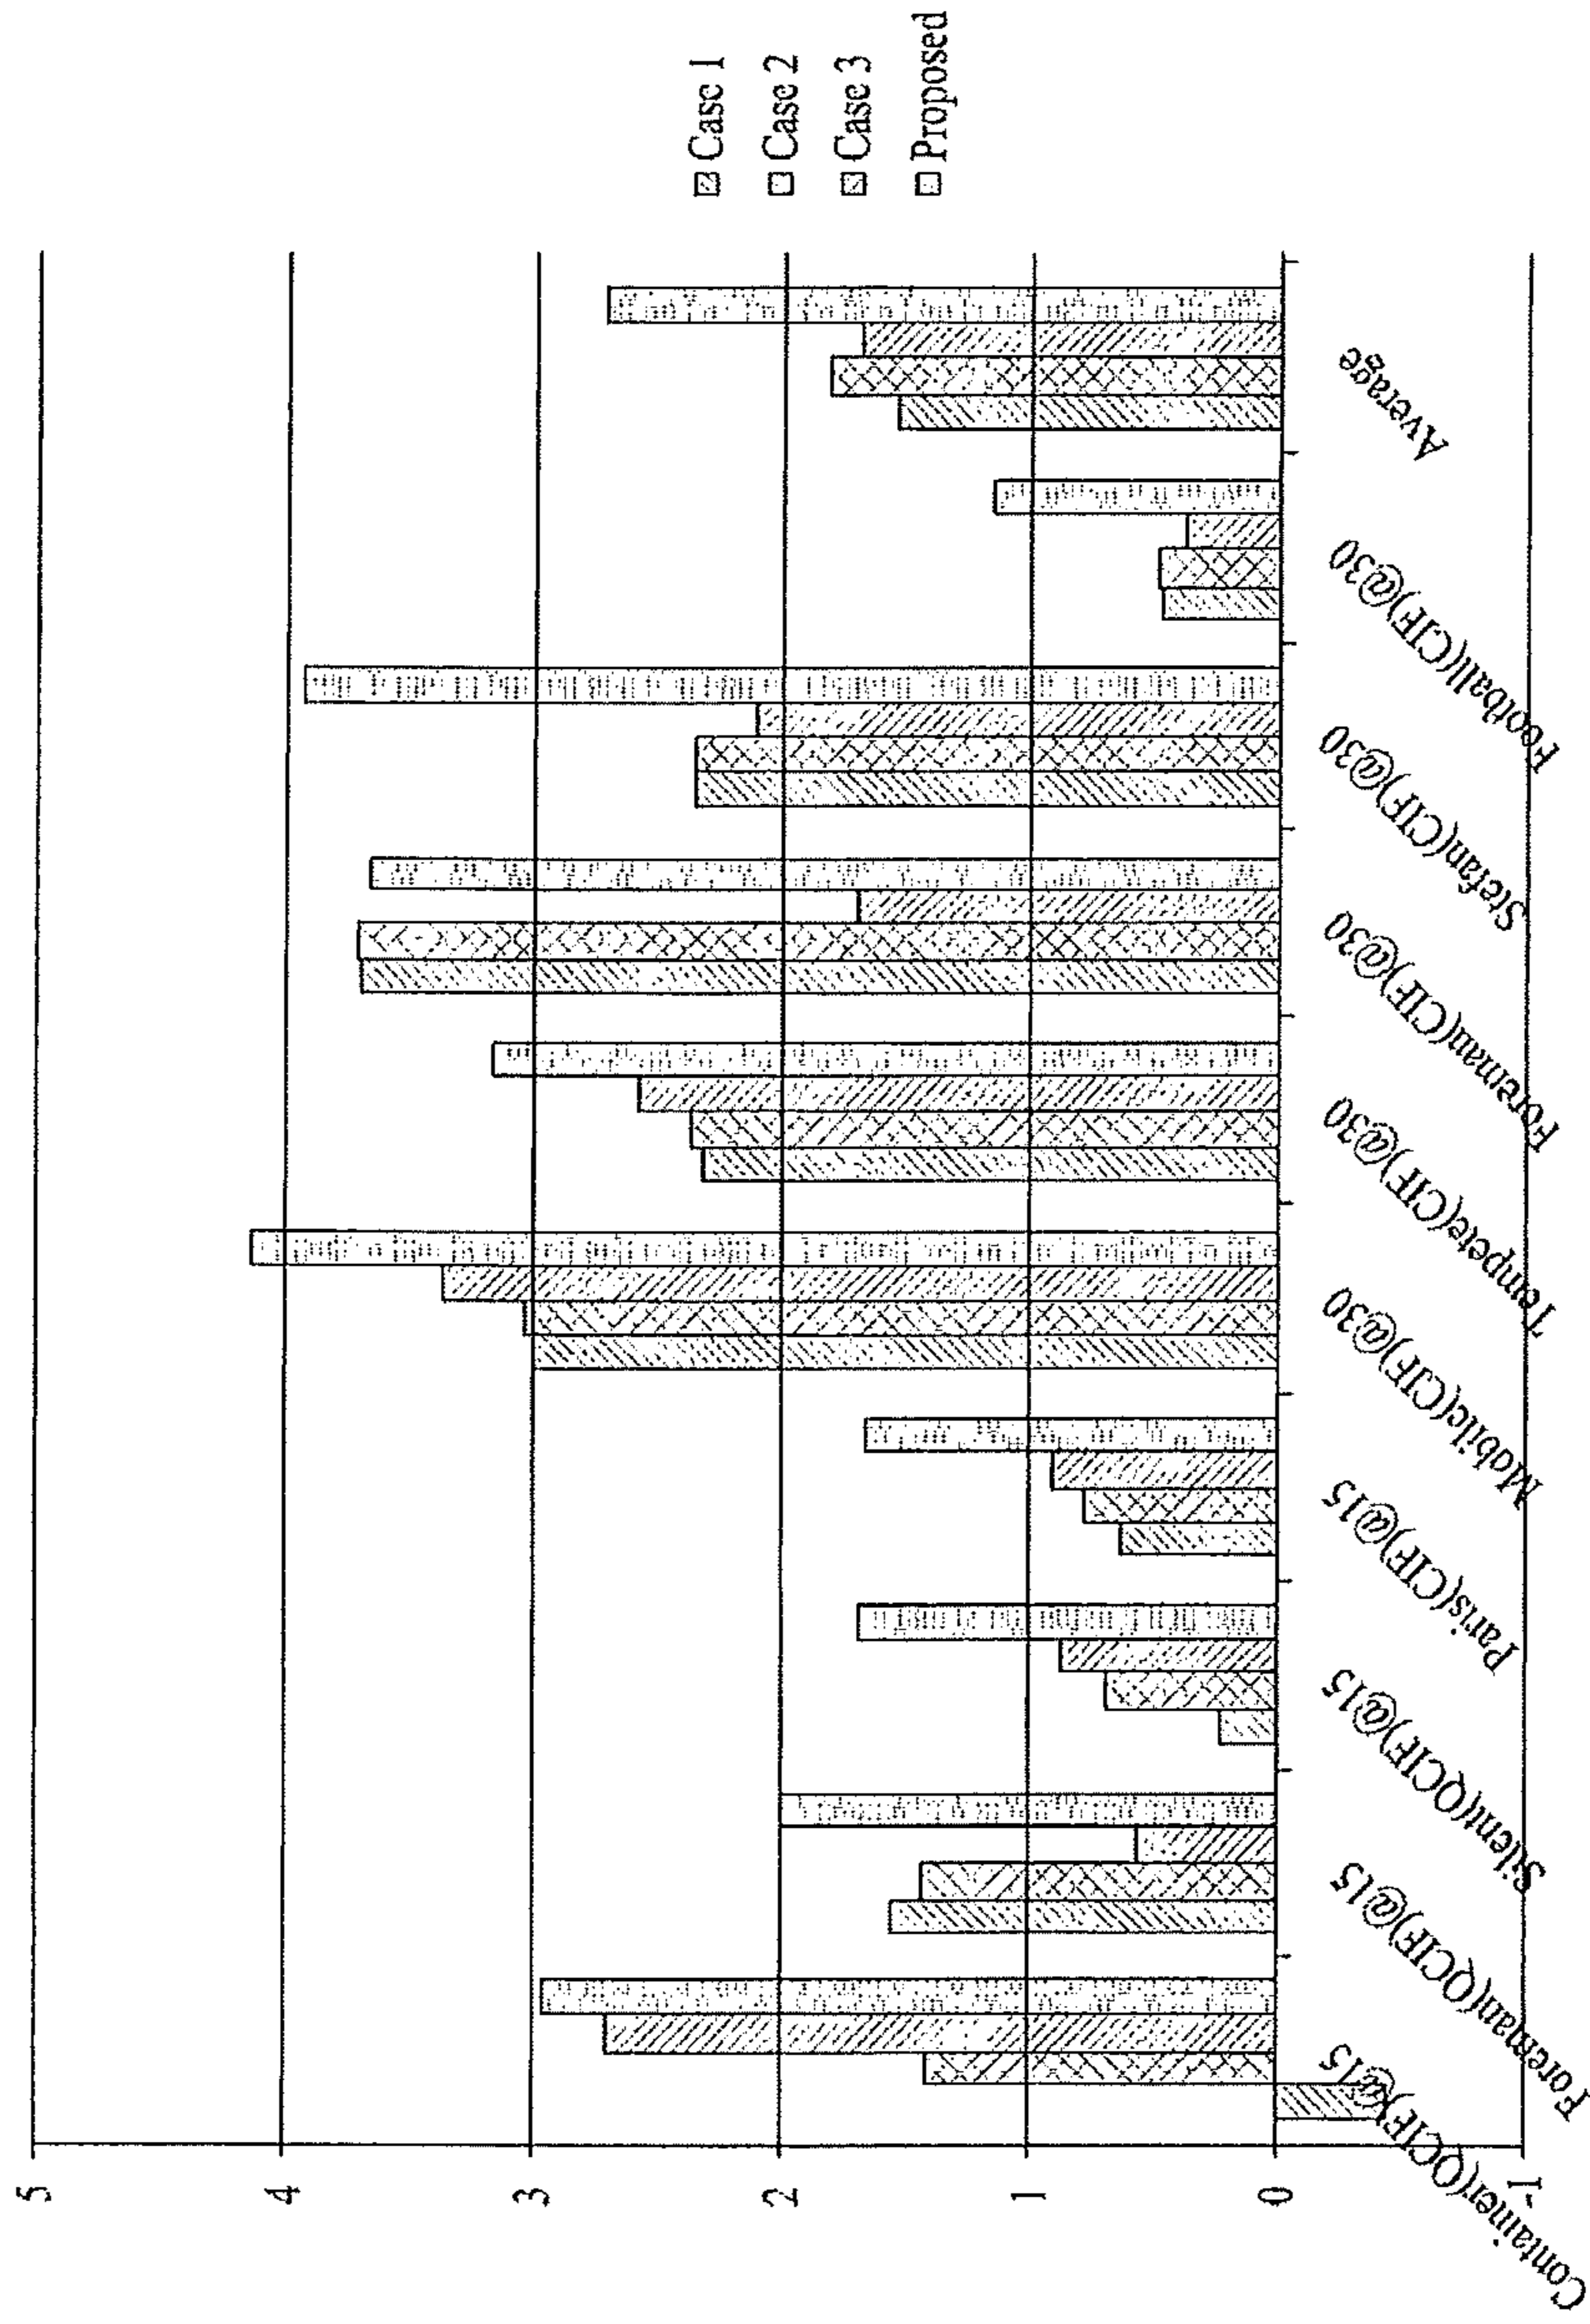 5
4
3
2
1
0
-1
Container(QCIF)@15
Foreman(QCIF)@15
Silent(QCIF)@15
Paris(CIF)@15
Mobile(CIF)@30
Tempete(CIF)@30
Foreman(CIF)@30
Stefan(CIF)@30
Football(CIF)@30
Average
Case 1
Case 2
Case 3
Proposed